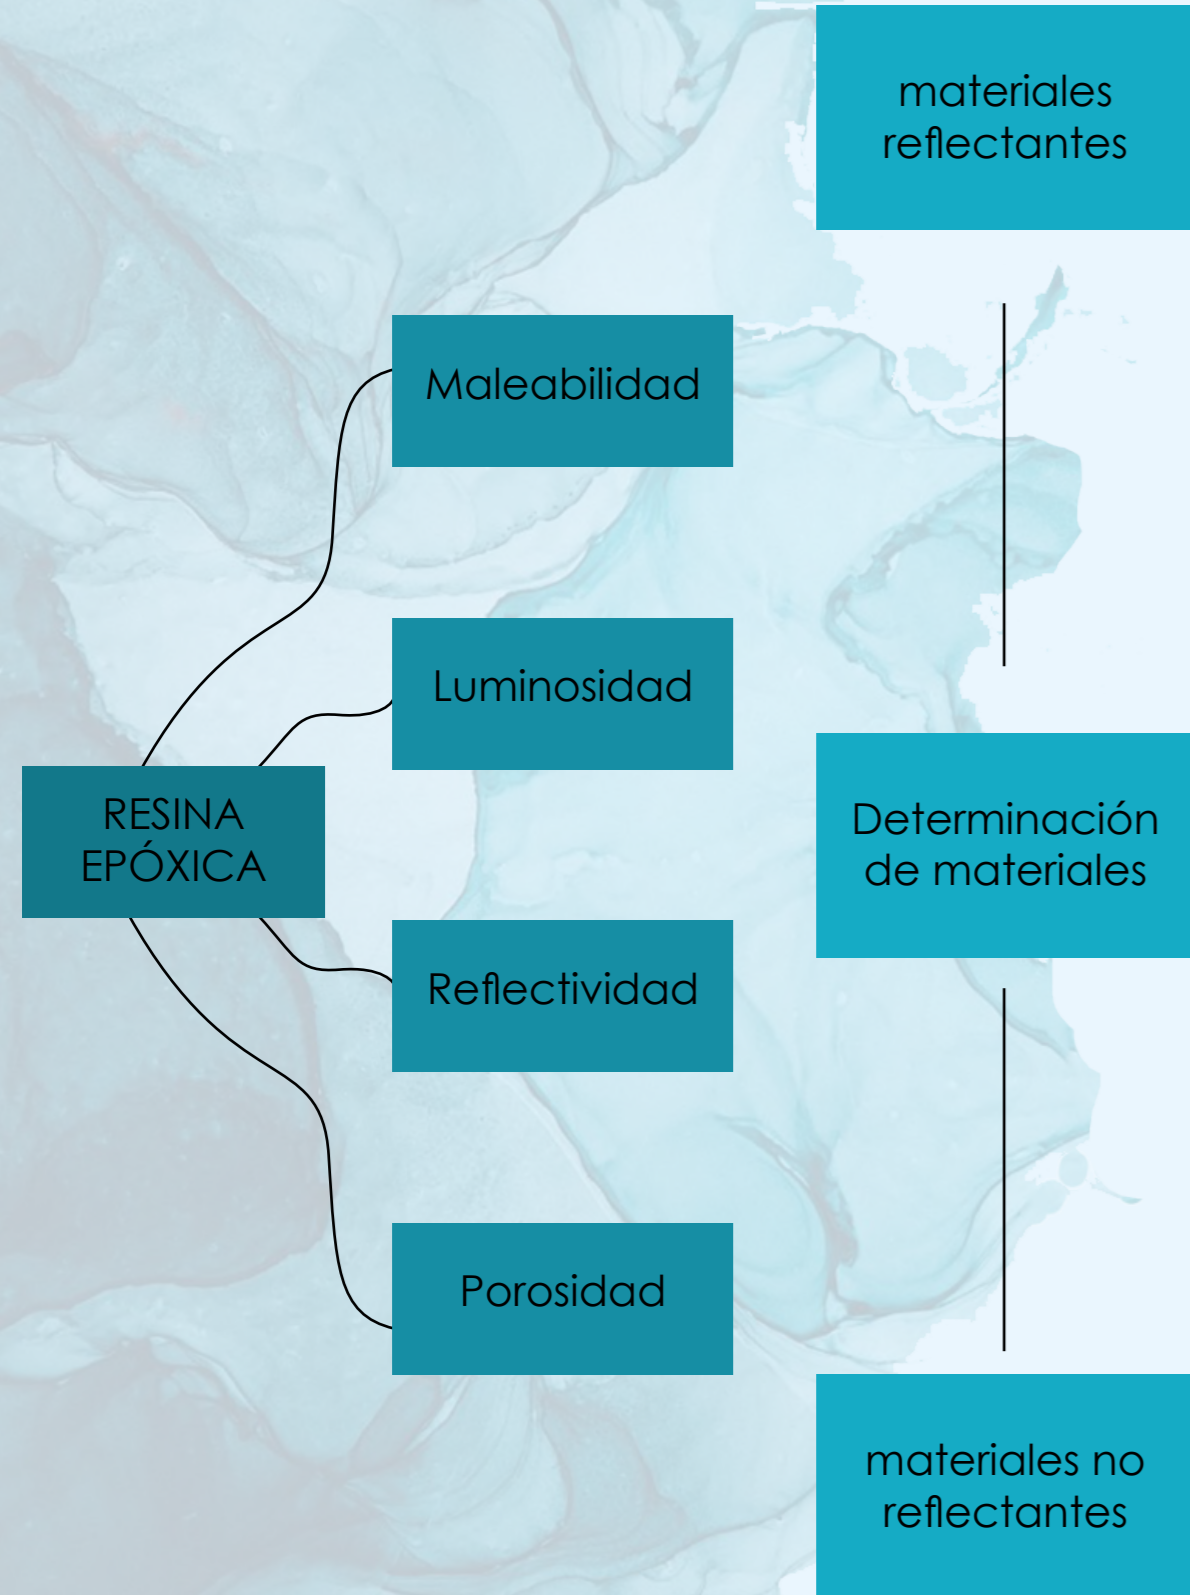 materiales
reflectantes
Maleabilidad
Luminosidad
RESINA
EPÓXICA
Determinación
de materiales
Reflectividad
Porosidad
materiales no
reflectantes